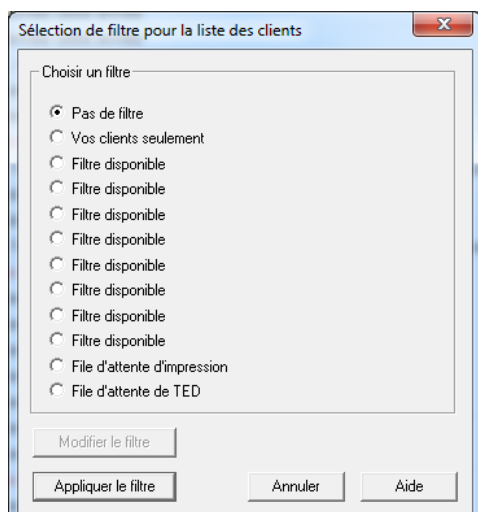 Sélection de filtre pour la liste des clients
Choisir un filtre
Pas de filtre
Vos clients seulement
Filtre disponible
Filtre disponible
Filtre disponible
Filtre disponible
Filtre disponible
Filtre disponible
Filtre disponible
Filtre disponible
File d'attente d'impression
File d'attente de TED
Modifier le filtre
Appliquer le filtre Annuler Aide